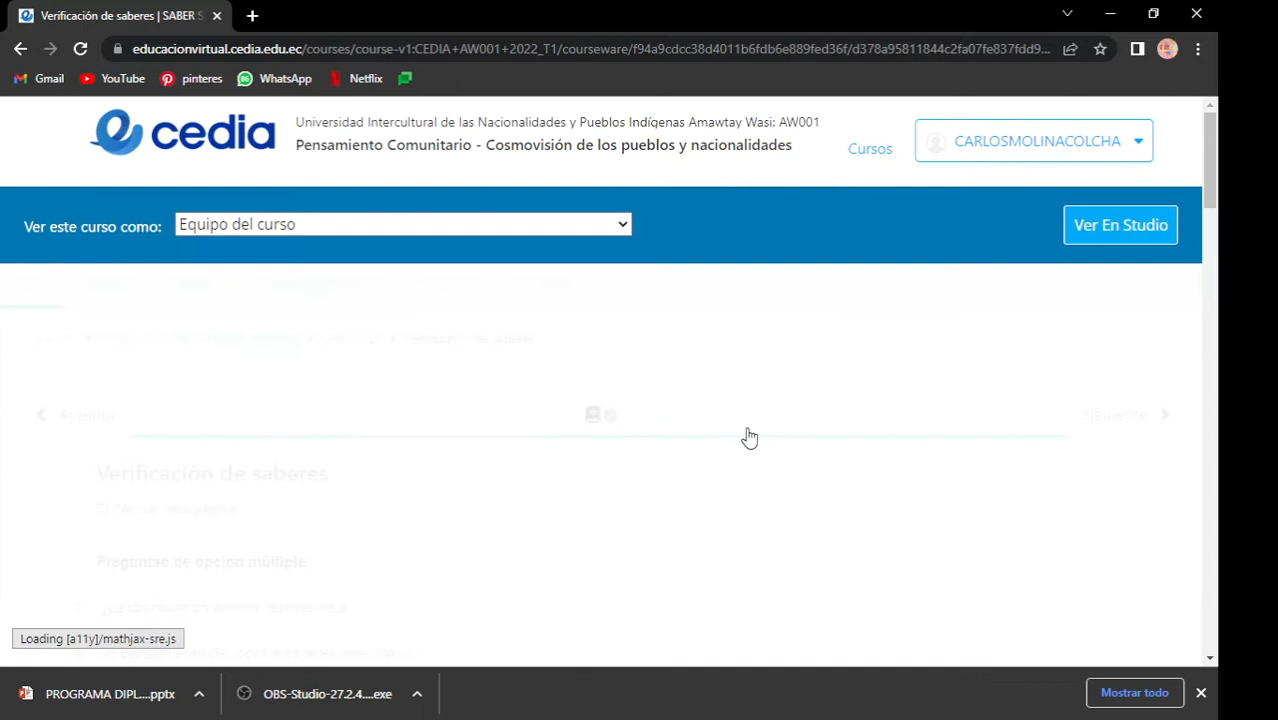 Verificación de saberes | SABER S
educacionvirtual.cedia.edu.ec/courses/course-v1:CEDIA+AW001+2022_T1/courseware/f94a9cdcc38d4011b6fdb6e889fed36f/d378a95811844c2fa07fe837fdd9...
Gmail YouTube pinteres WhatsApp Netflix
cedia
Universidad Intercultural de las Nacionalidades y Pueblos Indígenas Amawtay Wasi: AW001
Pensamiento Comunitario - Cosmovisión de los pueblos y nacionalidades
Cursos
CARLOSMOLINACOLCHA
Ver este curso como:
Equipo del curso
Ver En Studio
Anterior
Siguiente
Verificación de saberes
Preguntas de opción múltiple
Loading [a11y]/mathjax-sre.js
PROGRAMA DIPL....pptx
OBS-Studio-27.2.4....exe
Mostrar todo